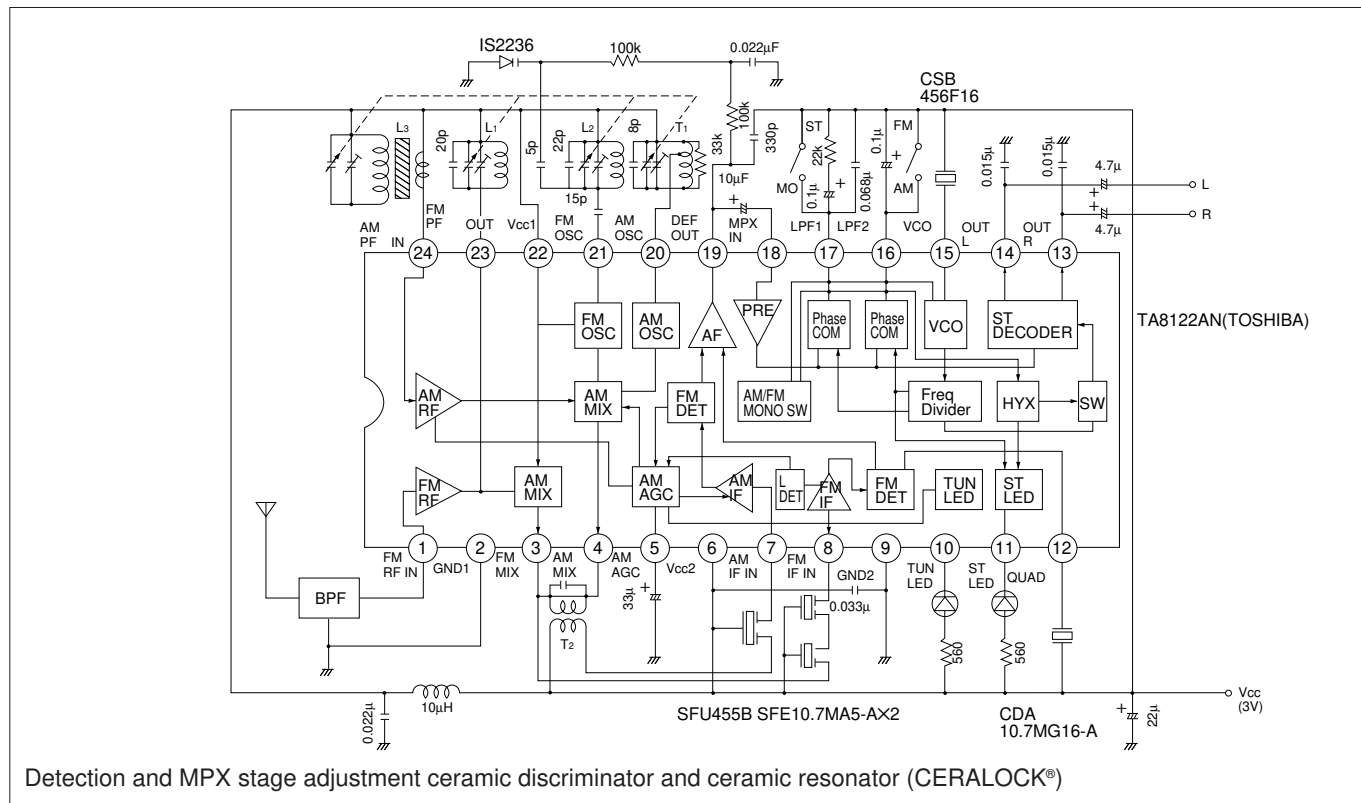 IS2236
100k
0.022µF
CSB
456F16
L3
20p
L1
5p
22p
L2
8p
T1
33k
100k
330p
ST
22k
0.1µ
FM
0.015µ
0.015µ
4.7µ
L
R
4.7µ
15p
10µF
MO
0.1µ
0.068µ
AM
AM
PF
IN
FM
PF
OUT
Vcc1
FM
OSC
AM
OSC
DEF
OUT
MPX
IN
LPF1
LPF2
VCO
OUT
L
OUT
R
24
23
22
21
20
19
18
17
16
15
14
13
FM
OSC
AM
OSC
AF
PRE
Phase
COM
Phase
COM
VCO
ST
DECODER
TA8122AN(TOSHIBA)
AM
RF
AM
MIX
FM
DET
AM/FM
MONO SW
Freq
Divider
HYX
SW
FM
RF
AM
MIX
AM
AGC
AM
IF
L
DET
FM
IF
FM
DET
TUN
LED
ST
LED
1
2
3
4
5
6
7
8
9
10
11
12
FM
RF IN
GND1
FM
MIX
AM
MIX
AM
AGC
Vcc2
AM
IF IN
FM
IF IN
GND2
TUN
LED
ST
LED
QUAD
BPF
33µ
0.033µ
T2
560
560
0.022µ
10µH
SFU455B SFE10.7MA5-A×2
CDA
10.7MG16-A
22µ
Vcc
(3V)
Detection and MPX stage adjustment ceramic discriminator and ceramic resonator (CERALOCK®)